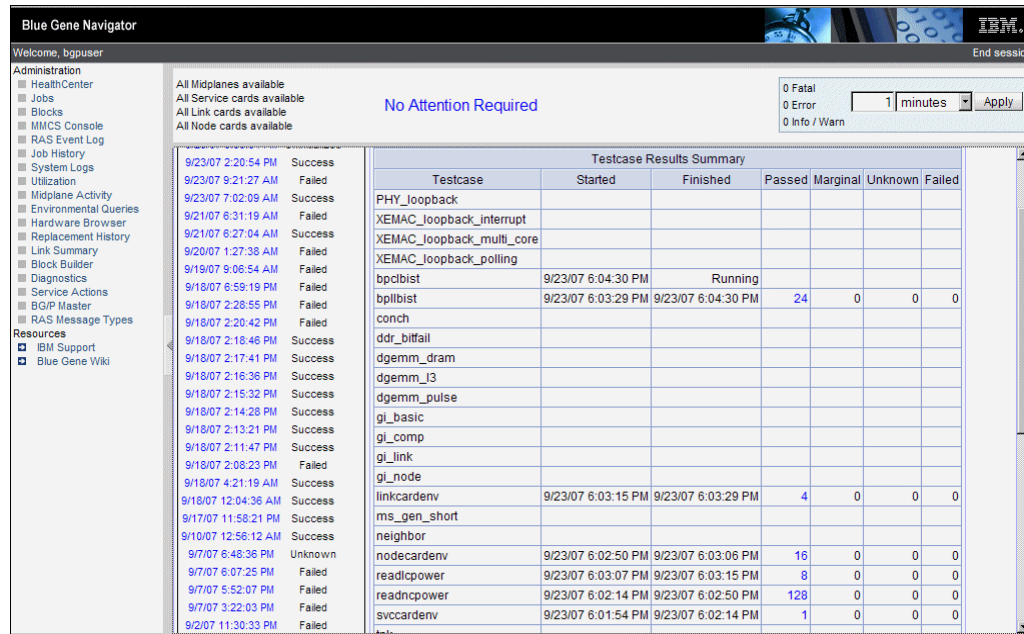 Blue Gene Navigator
IBM.
Welcome, bgpuser
End sessio
Administration
HealthCenter
Jobs
Blocks
MMCS Console
RAS Event Log
Job History
System Logs
Utilization
Midplane Activity
Environmental Queries
Hardware Browser
Replacement History
Link Summary
Block Builder
Diagnostics
Service Actions
BG/P Master
RAS Message Types
Resources
IBM Support
Blue Gene Wiki
All Midplanes available
All Service cards available
All Link cards available
All Node cards available
No Attention Required
0 Fatal
0 Error
0 Info / Warn
1 minutes Apply
9/23/07 2:20:54 PM Success
9/23/07 9:21:27 AM Failed
9/23/07 7:02:09 AM Success
9/21/07 6:31:19 AM Failed
9/21/07 6:27:04 AM Success
9/20/07 1:27:38 AM Failed
9/19/07 9:06:54 AM Failed
9/18/07 6:59:19 AM Failed
9/18/07 2:28:55 PM Failed
9/18/07 2:20:42 PM Failed
9/18/07 2:18:46 PM Success
9/18/07 2:17:41 PM Success
9/18/07 2:16:36 PM Success
9/18/07 2:15:32 PM Success
9/18/07 2:14:28 PM Success
9/18/07 2:13:21 PM Success
9/18/07 2:11:47 PM Success
9/18/07 2:08:23 PM Failed
9/18/07 4:21:19 AM Success
9/18/07 12:04:36 AM Success
9/17/07 11:58:21 PM Success
9/10/07 12:56:12 AM Success
9/7/07 6:48:36 PM Unknown
9/7/07 6:07:25 PM Failed
9/7/07 5:52:07 PM Failed
9/7/07 3:22:03 PM Failed
9/2/07 11:30:33 PM Failed
Testcase Results Summary
Testcase Started Finished Passed Marginal Unknown Failed
PHY_loopback
XEMAC_loopback_interrupt
XEMAC_loopback_multi_core
XEMAC_loopback_polling
bpclbist 9/23/07 6:04:30 PM Running
bpllbist 9/23/07 6:03:29 PM 9/23/07 6:04:30 PM 24 0 0 0
conch
ddr_bitfail
dgemm_dram
dgemm_l3
dgemm_pulse
gi_basic
gi_comp
gi_link
gi_node
linkcardenv 9/23/07 6:03:15 PM 9/23/07 6:03:29 PM 4 0 0 0
ms_gen_short
neighbor
nodecardenv 9/23/07 6:02:50 PM 9/23/07 6:03:06 PM 16 0 0 0
readlcpower 9/23/07 6:03:07 PM 9/23/07 6:03:15 PM 8 0 0 0
readncpower 9/23/07 6:02:14 PM 9/23/07 6:02:50 PM 128 0 0 0
svccardenv 9/23/07 6:01:54 PM 9/23/07 6:02:14 PM 1 0 0 0